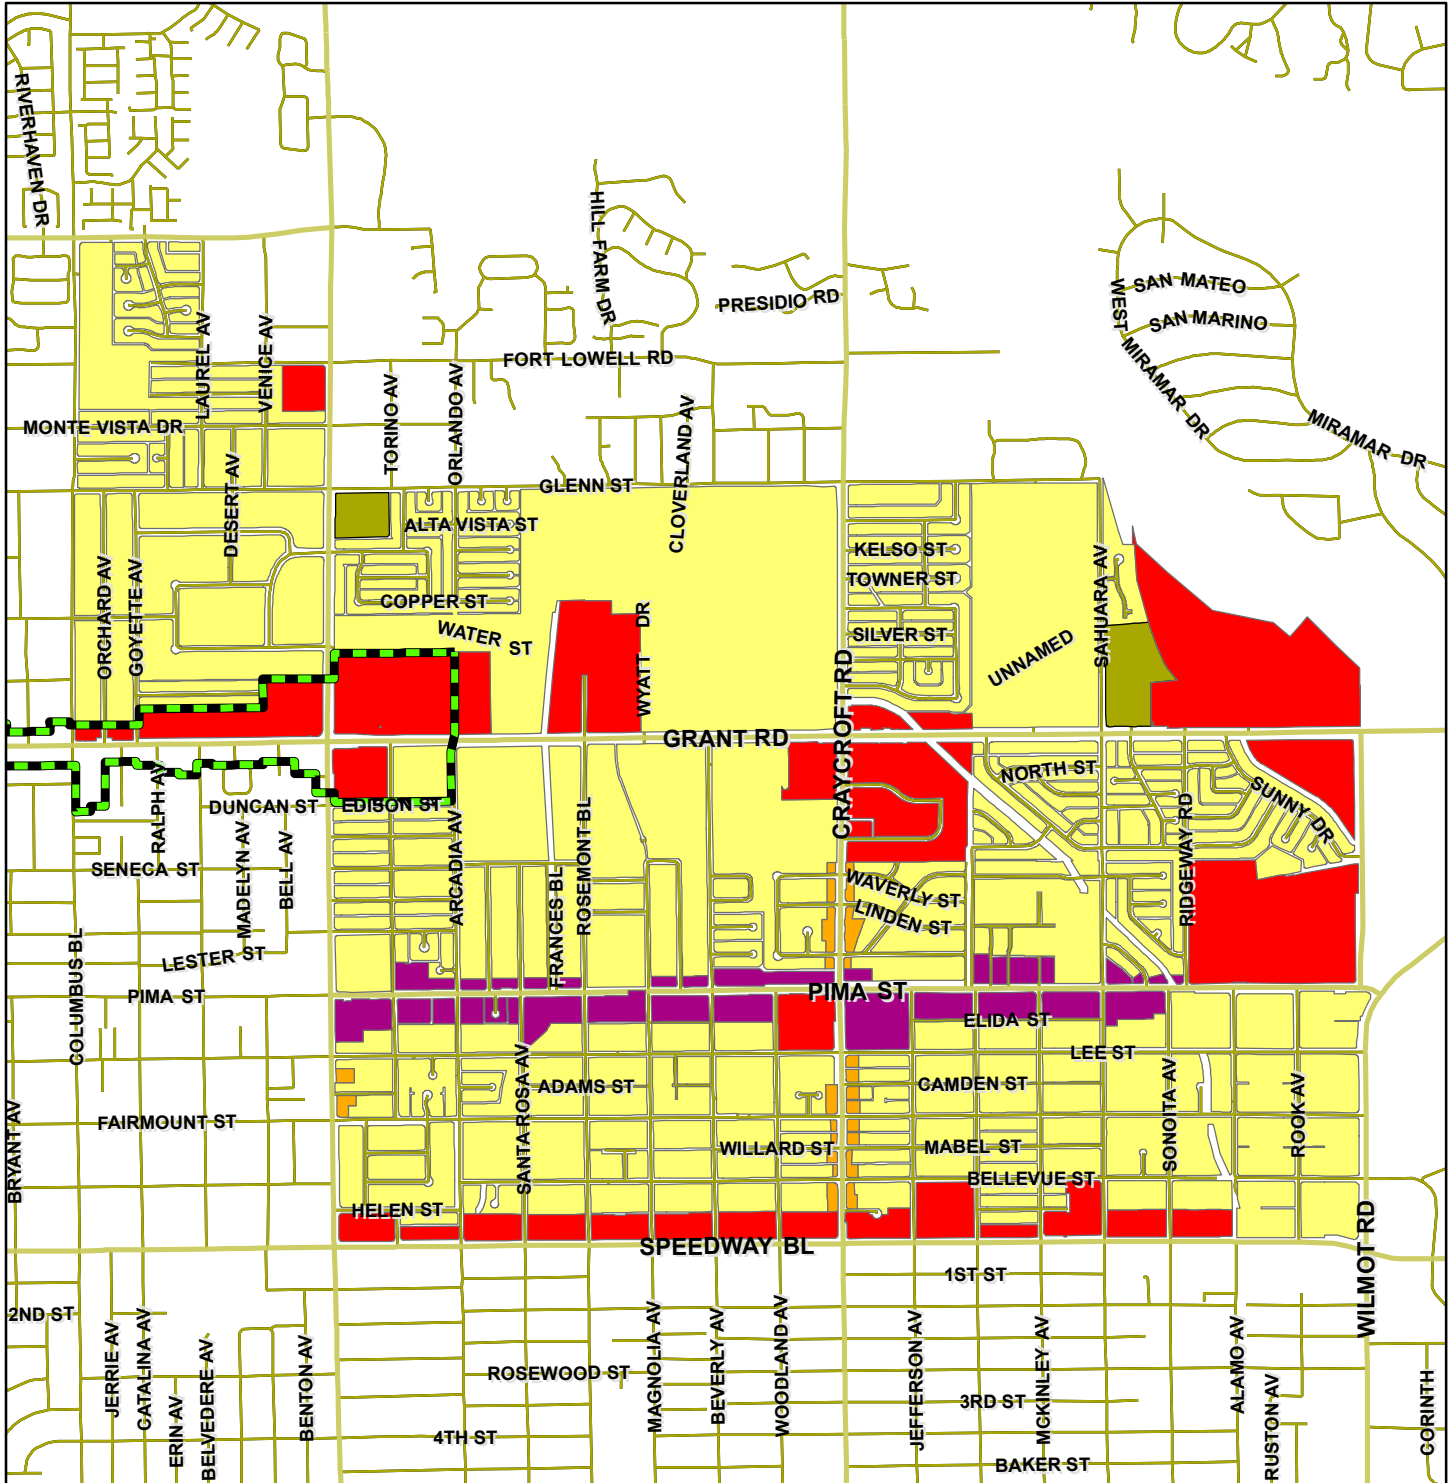 RIVERHAVEN DR
HILL FARM DR
PRESIDIO RD
SAN MATEO
SAN MARINO
WEST MIRAMAR DR
MIRAMAR DR
LAUREL AV
VENICE AV
FORT LOWELL RD
TORINO AV
ORLANDO AV
CLOVERLAND AV
MONTE VISTA DR
DESERT AV
GLENN ST
ALTA VISTA ST
KELSO ST
TOWNER ST
SAHUARA AV
ORCHARD AV
GOYETTE AV
COPPER ST
WATER ST
WYATT DR
SILVER ST
UNNAMED
CRAYCROFT RD
GRANT RD
NORTH ST
SUNNY DR
RALPH AV
DUNCAN ST
EDISON ST
RIDGEWAY RD
MADELYN AV
BELL AV
ARCADIA AV
ROSEMONT BL
FRANCES BL
SENECA ST
WAVERLY ST
LINDEN ST
COLUMBUS BL
LESTER ST
PIMA ST
PIMA ST
ELIDA ST
LEE ST
SANTA ROSA AV
ADAMS ST
CAMDEN ST
SONOITA AV
ROOK AV
BRYANT AV
FAIRMOUNT ST
WILLARD ST
MABEL ST
BELLEVUE ST
HELEN ST
SPEEDWAY BL
WILMOT RD
1ST ST
2ND ST
JERRIE AV
CATALINA AV
ERIN AV
BELVEDERE AV
BENTON AV
MAGNOLIA AV
BEVERLY AV
WOODLAND AV
JEFFERSON AV
MCKINLEY AV
ALAMO AV
RUSTON AV
CORINTH
ROSEWOOD ST
3RD ST
4TH ST
BAKER ST